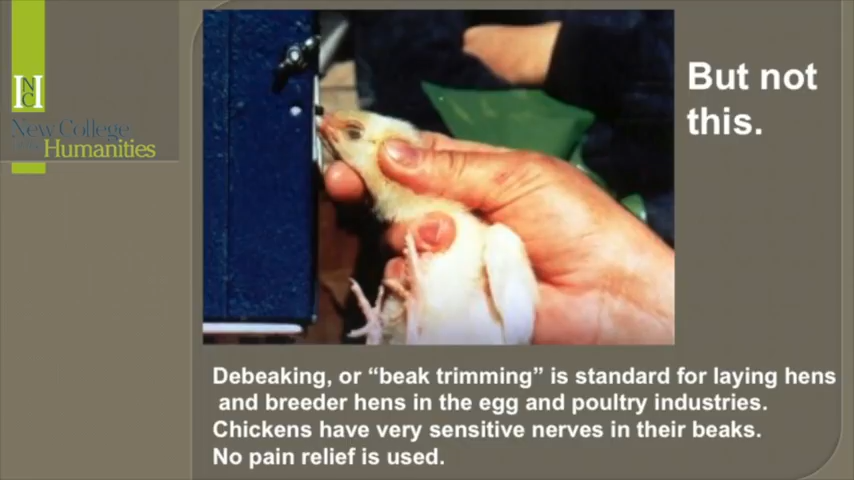 NHC
New College
of the
Humanities
But not
this.
Debeaking, or “beak trimming” is standard for laying hens
and breeder hens in the egg and poultry industries.
Chickens have very sensitive nerves in their beaks.
No pain relief is used.